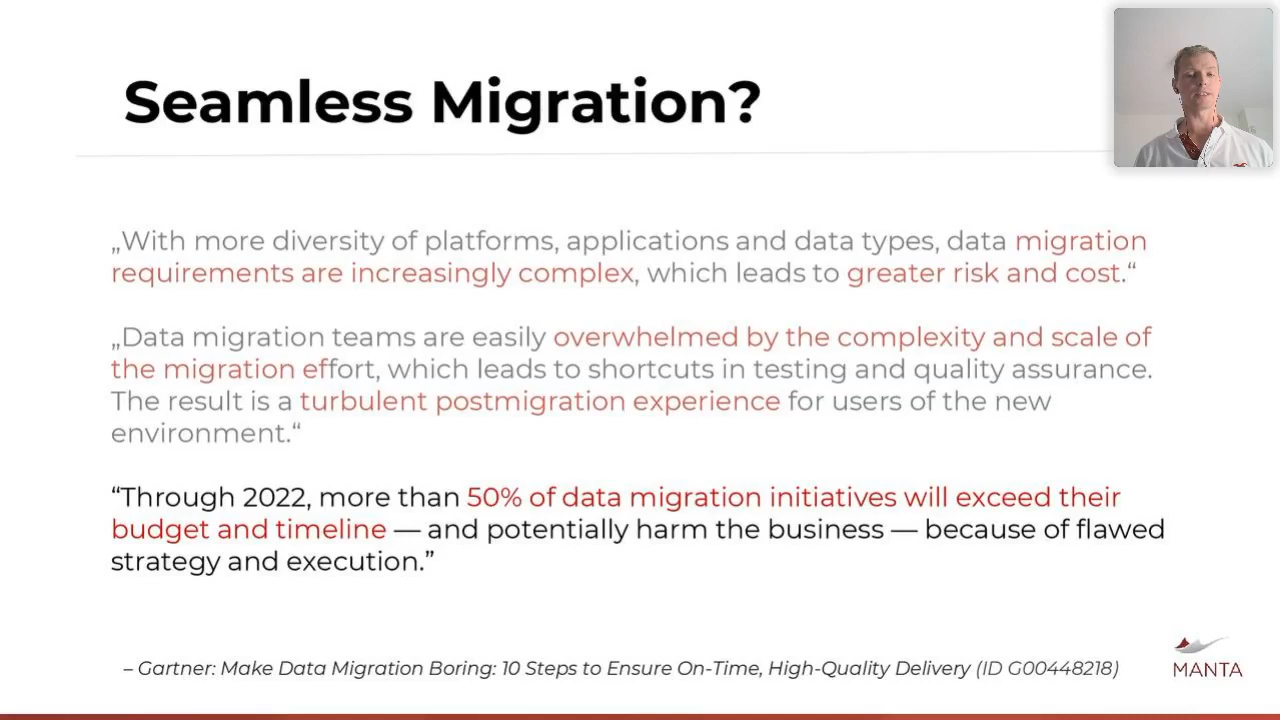 Seamless Migration?
„With more diversity of platforms, applications and data types, data migration
requirements are increasingly complex, which leads to greater risk and cost.“
„Data migration teams are easily overwhelmed by the complexity and scale of
the migration effort, which leads to shortcuts in testing and quality assurance.
The result is a turbulent postmigration experience for users of the new
environment.“
“Through 2022, more than 50% of data migration initiatives will exceed their
budget and timeline — and potentially harm the business — because of flawed
strategy and execution.”
– Gartner: Make Data Migration Boring: 10 Steps to Ensure On-Time, High-Quality Delivery (ID G00448218)
MANTA